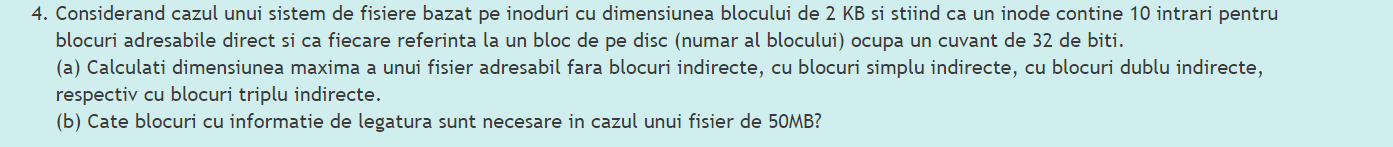 4. Considerand cazul unui sistem de fisiere bazat pe inoduri cu dimensiunea blocului de 2 KB si stiind ca un inode contine 10 intrari pentru
blocuri adresabile direct si ca fiecare referinta la un bloc de pe disc (numar al blocului) ocupa un cuvant de 32 de biti.
(a) Calculati dimensiunea maxima a unui fisier adresabil fara blocuri indirecte, cu blocuri simplu indirecte, cu blocuri dublu indirecte,
respectiv cu blocuri triplu indirecte.
(b) Cate blocuri cu informatie de legatura sunt necesare in cazul unui fisier de 50MB?